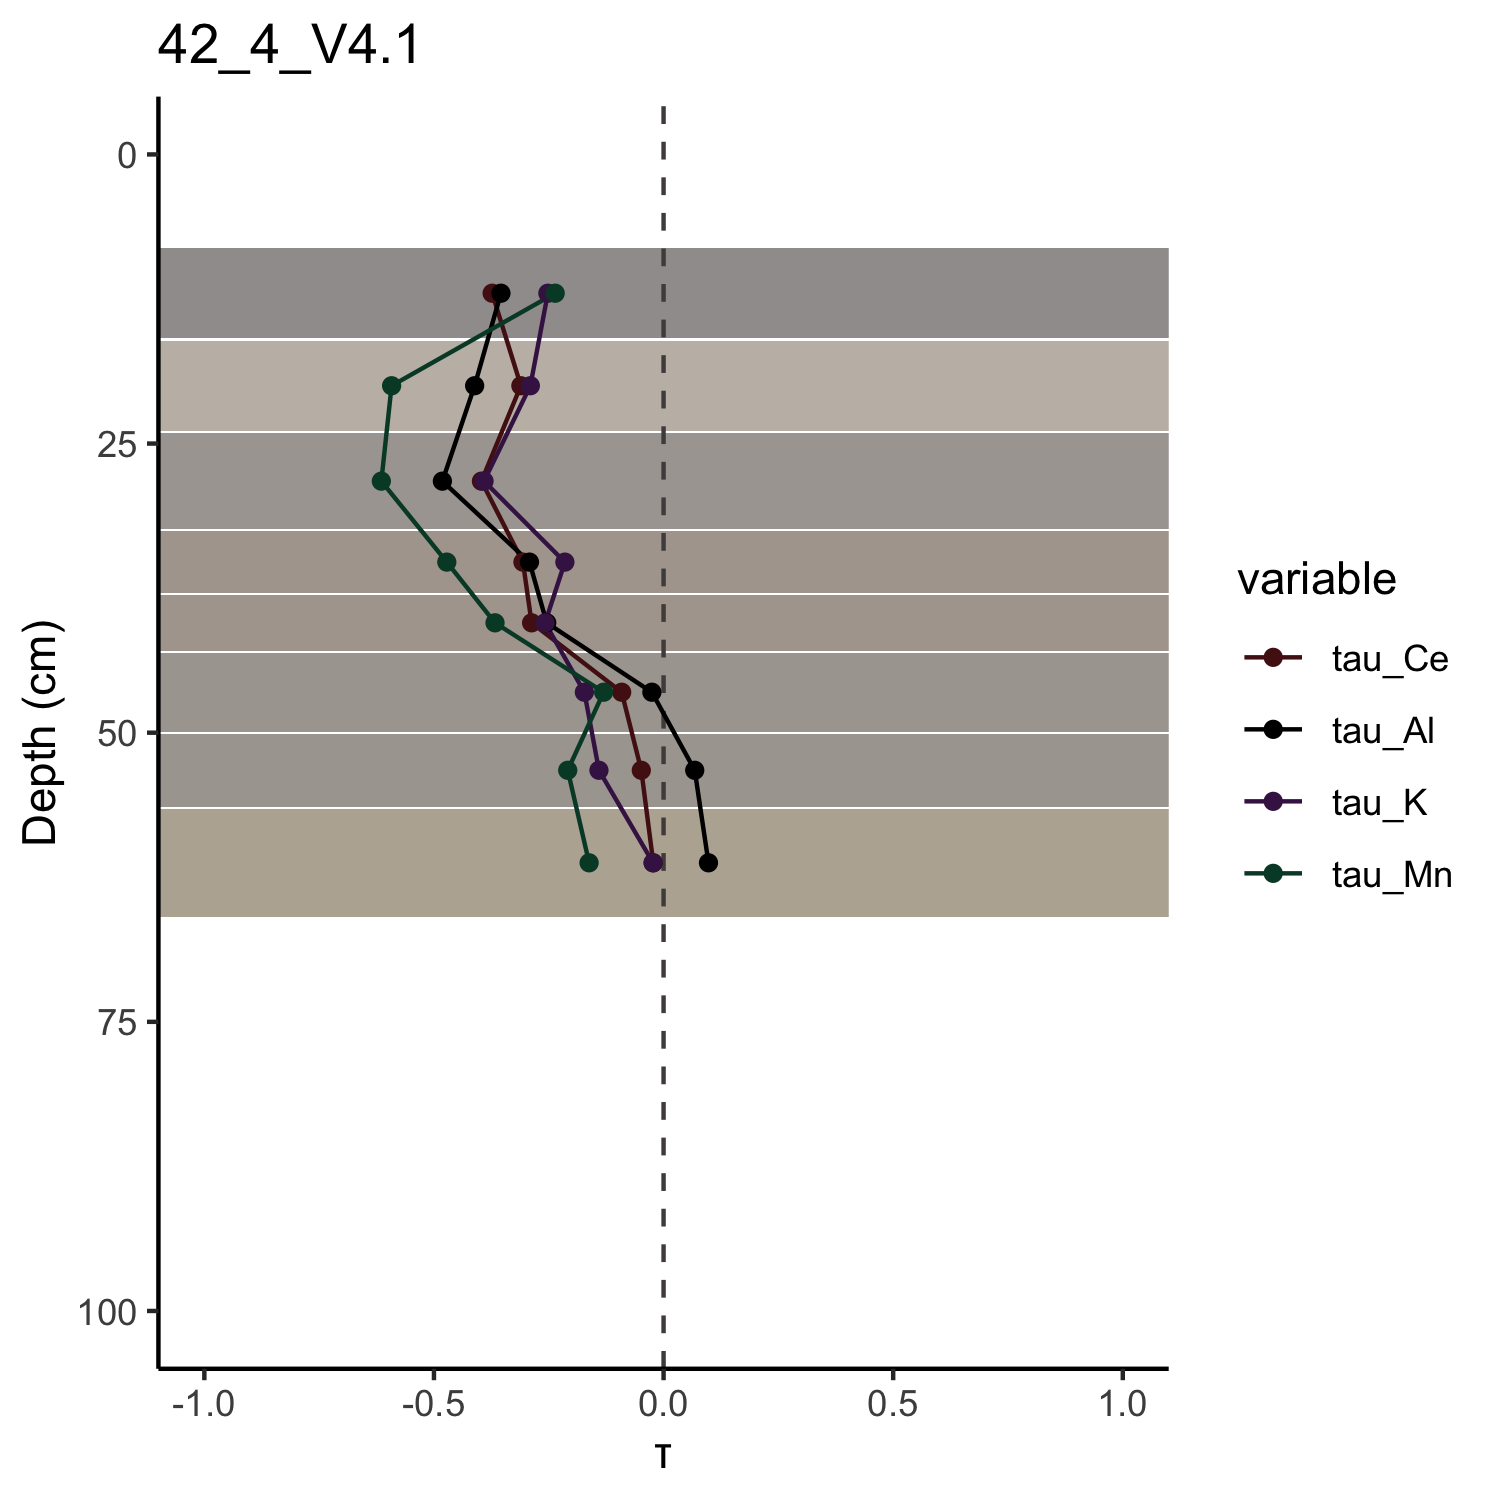 42_4_V4.1
0
25
50
75
100
Depth (cm)
-1.0 -0.5 0.0 0.5 1.0
τ
variable
tau_Ce
tau_Al
tau_K
tau_Mn